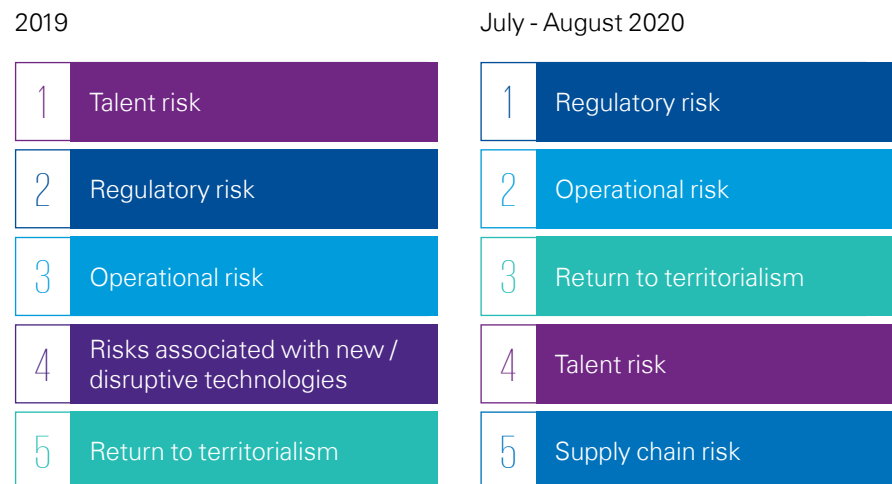 2019
1
Talent risk
2
Regulatory risk
3
Operational risk
4
Risks associated with new /
disruptive technologies
5
Return to territorialism
July - August 2020
1
Regulatory risk
2
Operational risk
3
Return to territorialism
4
Talent risk
5
Supply chain risk